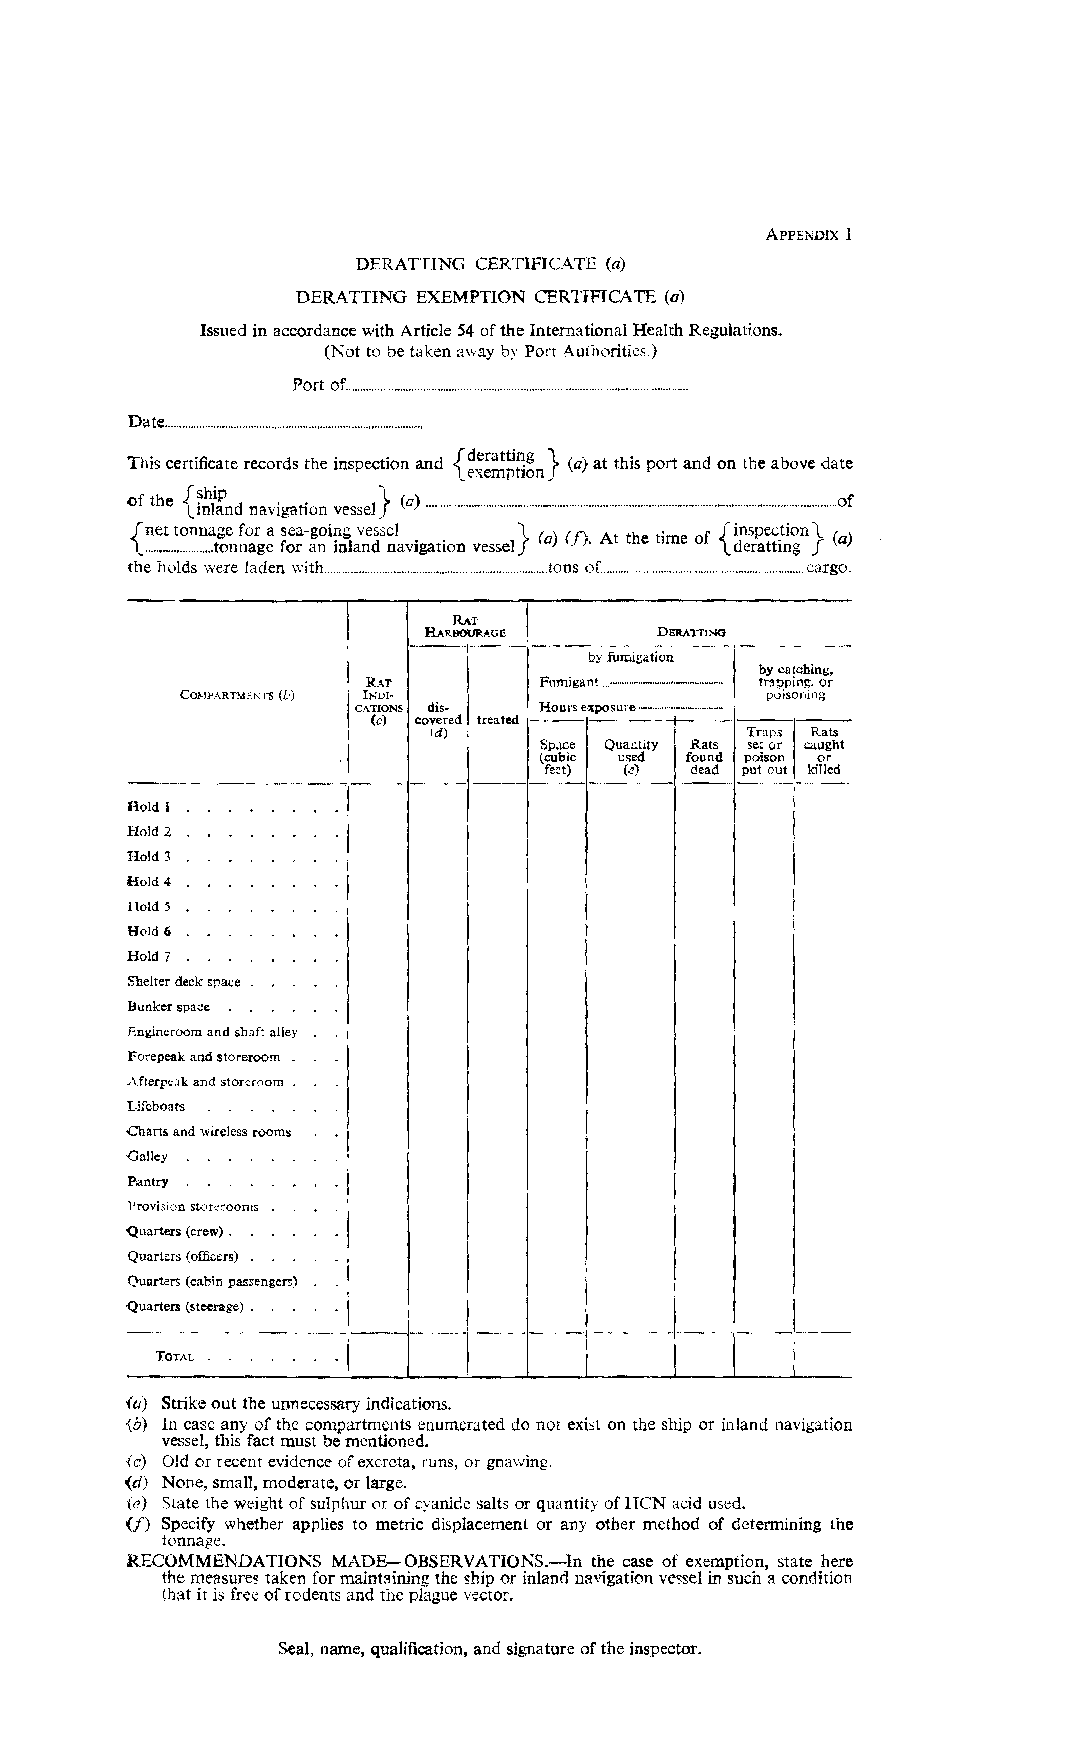 APPENDIX 1
DERATTING CERTIFICATE (a)
DERATTING EXEMPTION CERTIFICATE (a)
Issued in accordance with Article 54 of the International Health Regulations.
(Not to be taken away by Port Authorities.)
Port of
Date
This certificate records the inspection and { deratting exemption } (a) at this port and on the above date
of the { ship inland navigation vessel } (a) of
{ net tonnage for a sea-going vessel tonnage for an inland navigation vessel } (a) (f). At the time of { inspection deratting } (a)
the holds were laden with tons of cargo.
COMPARTMENTS (b)
RAT INDI-CATIONS (c)
RAT HARBOURAGE
discovered (d)
treated
DERATTING
by fumigation
Fumigant
Hours exposure
Space (cubic feet)
Quantity used (e)
Rats found dead
by catching, trapping, or poisoning
Traps set or poison put out
Rats caught or killed
Hold 1 . . . . . . . .
Hold 2 . . . . . . . .
Hold 3 . . . . . . . .
Hold 4 . . . . . . . .
Hold 5 . . . . . . . .
Hold 6 . . . . . . . .
Hold 7 . . . . . . . .
Shelter deck space . . . . .
Bunker space . . . . . .
Engineroom and shaft alley . .
Forepeak and storeroom . . .
Afterpeak and storeroom . . .
Lifeboats . . . . . . .
Charts and wireless rooms . .
Galley . . . . . . . .
Pantry . . . . . . . .
Provision storerooms . . . .
Quarters (crew) . . . . . .
Quarters (officers) . . . . .
Quarters (cabin passengers) . .
Quarters (steerage) . . . . .
TOTAL . . . . . . .
(a) Strike out the unnecessary indications.
(b) In case any of the compartments enumerated do not exist on the ship or inland navigation
vessel, this fact must be mentioned.
(c) Old or recent evidence of excreta, runs, or gnawing.
(d) None, small, moderate, or large.
(e) State the weight of sulphur or of cyanide salts or quantity of HCN acid used.
(f) Specify whether applies to metric displacement or any other method of determining the
tonnage.
RECOMMENDATIONS MADE—OBSERVATIONS.—In the case of exemption, state here
the measures taken for maintaining the ship or inland navigation vessel in such a condition
that it is free of rodents and the plague vector.
Seal, name, qualification, and signature of the inspector.